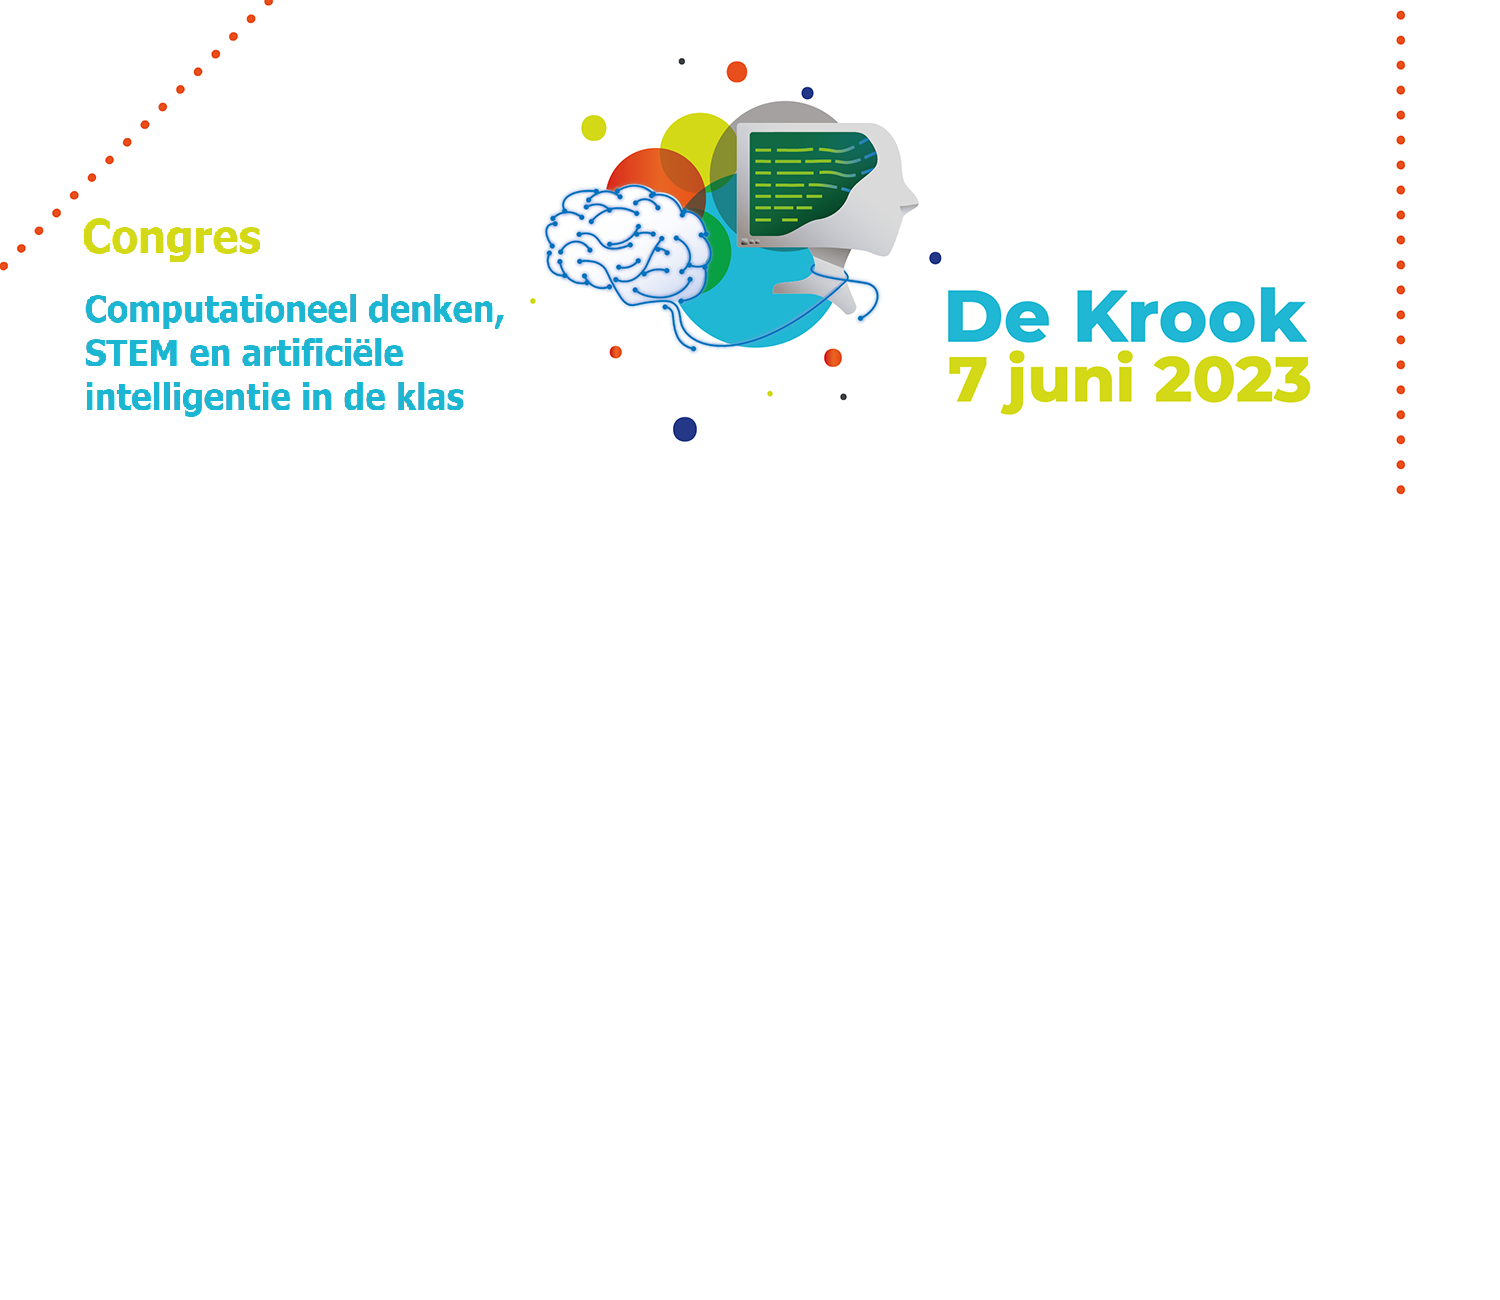 Congres
Computationeel denken,
STEM en artificiële
intelligentie in de klas
De Krook
7 juni 2023